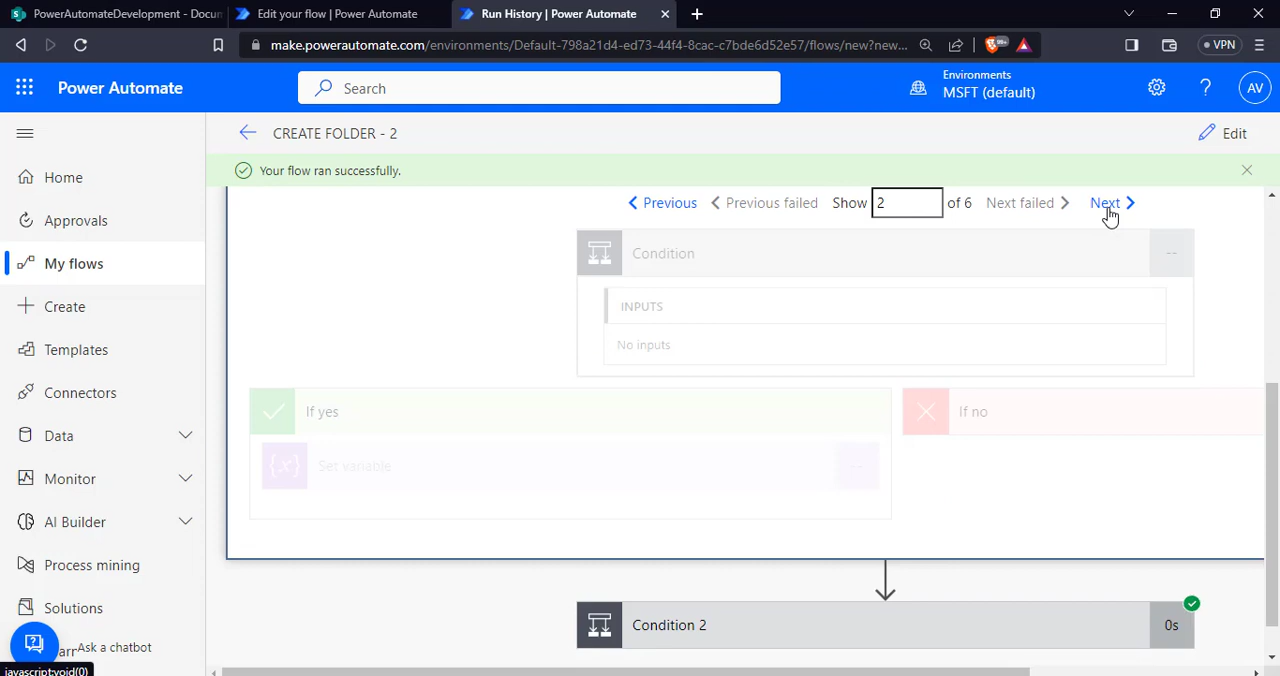 PowerAutomateDevelopment - Docun
Edit your flow | Power Automate
Run History | Power Automate
make.powerautomate.com/environments/Default-798a21d4-ed73-44f4-8cac-c7bde6d52e57/flows/new?new...
99+
VPN
Power Automate
Search
Environments
MSFT (default)
?
AV
CREATE FOLDER - 2
Edit
Your flow ran successfully.
Home
Approvals
My flows
Create
Templates
Connectors
Data
Monitor
AI Builder
Process mining
Solutions
Ask a chatbot
javascript:void(0)
Previous
Previous failed
Show 2 of 6
Next failed
Next
Condition
--
INPUTS
No inputs
If yes
If no
{x} Set variable
--
Condition 2
0s